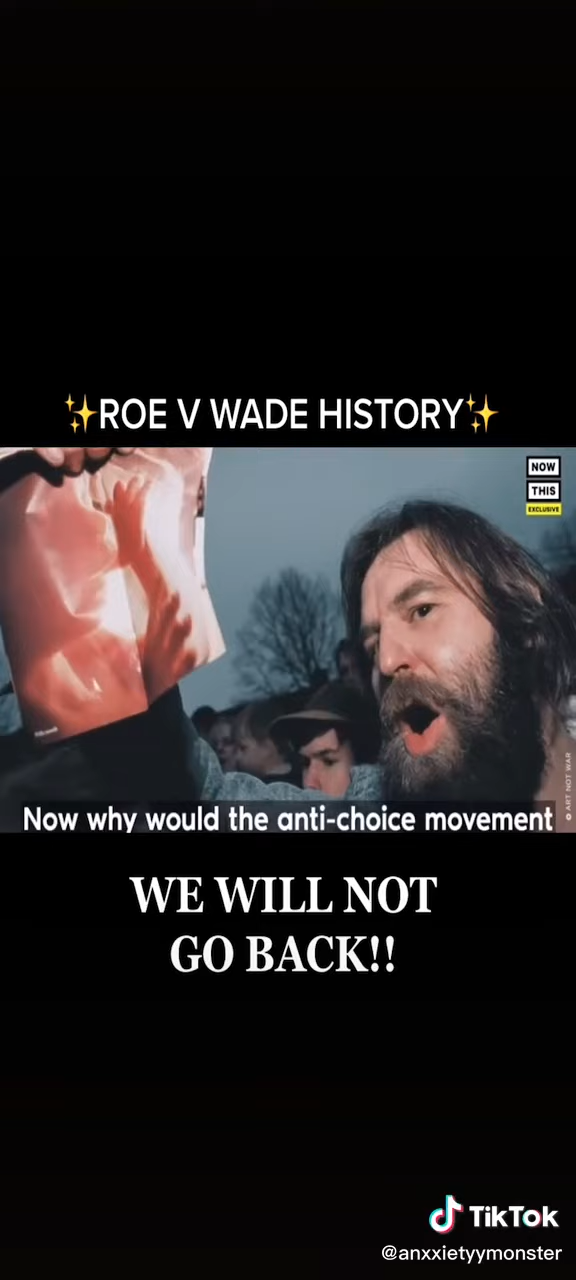 ✨ROE V WADE HISTORY✨
NOW
THIS
EXCLUSIVE
© ART NOT WAR
Now why would the anti-choice movement
WE WILL NOT
GO BACK!!
TikTok
@anxxietyymonster